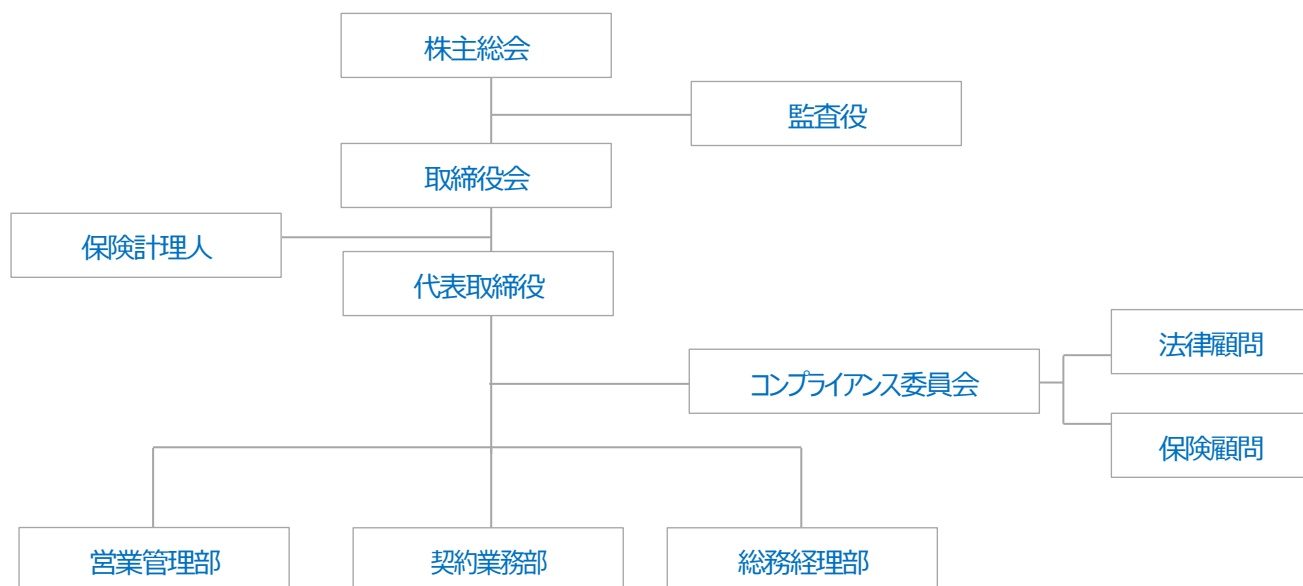 株主総会
監査役
取締役会
保険計理人
代表取締役
法律顧問
コンプライアンス委員会
保険顧問
営業管理部
契約業務部
総務経理部